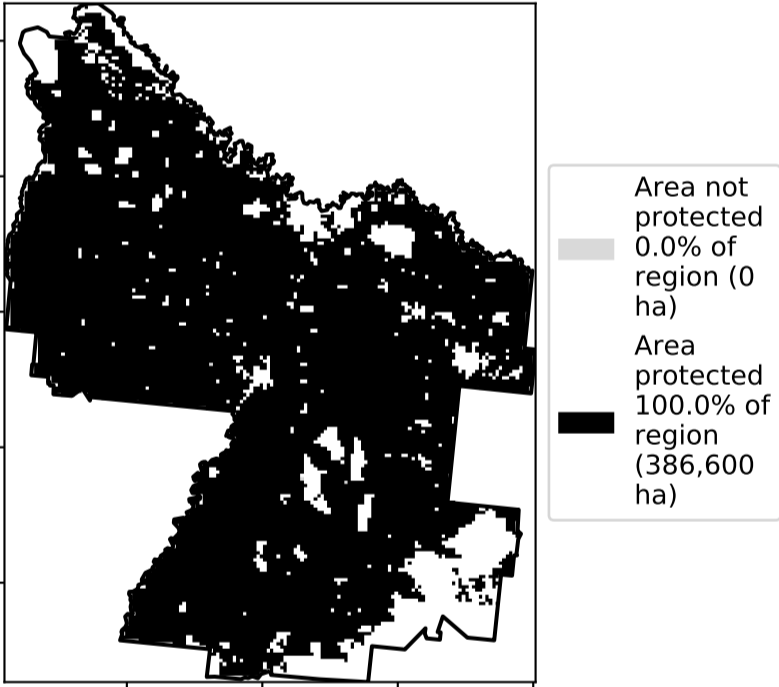 Area not
protected
0.0% of
region (0
ha)
Area
protected
100.0% of
region
(386,600
ha)